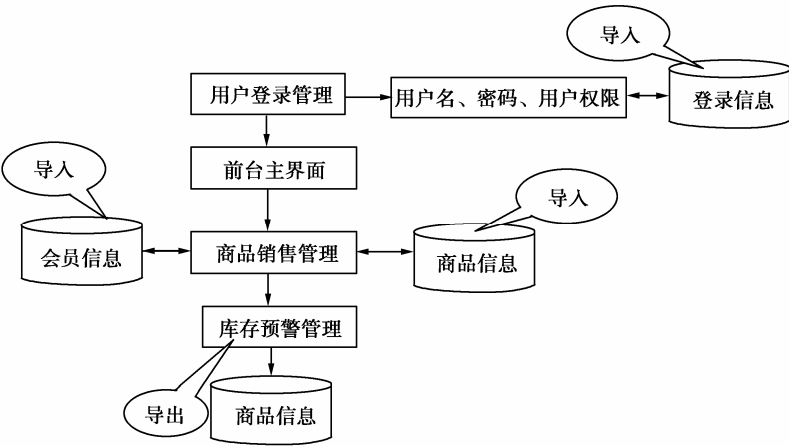 导入
用户登录管理
用户名、密码、用户权限
登录信息
导入
前台主界面
导入
会员信息
商品销售管理
商品信息
库存预警管理
导出
商品信息